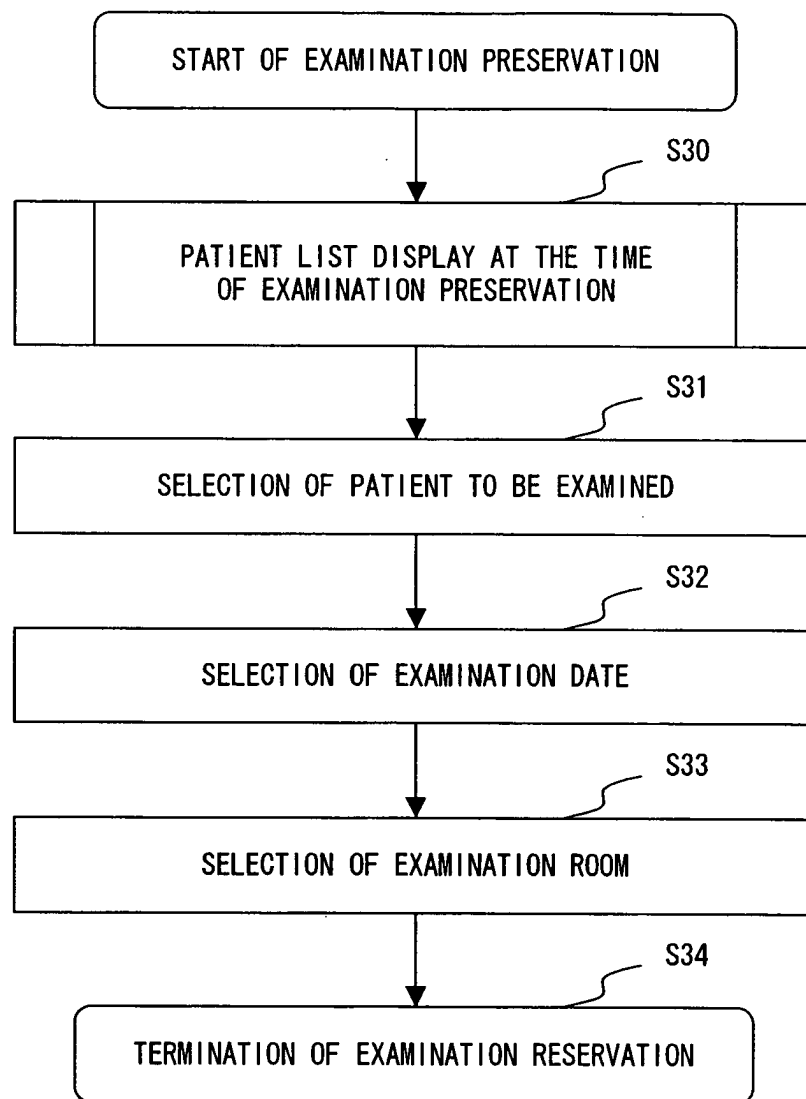 START OF EXAMINATION PRESERVATION
S30
PATIENT LIST DISPLAY AT THE TIME
OF EXAMINATION PRESERVATION
S31
SELECTION OF PATIENT TO BE EXAMINED
S32
SELECTION OF EXAMINATION DATE
S33
SELECTION OF EXAMINATION ROOM
S34
TERMINATION OF EXAMINATION RESERVATION